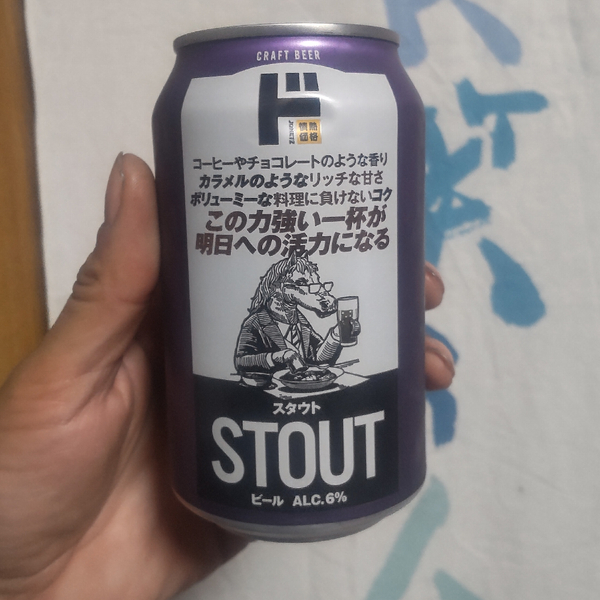 CRAFT BEER
ド
情熱
価格
コーヒーやチョコレートのような香り
カラメルのようなリッチな甘さ
ボリューミーな料理に負けないコク
この力強い一杯が
明日への活力になる
スタウト
STOUT
ビール ALC.6%